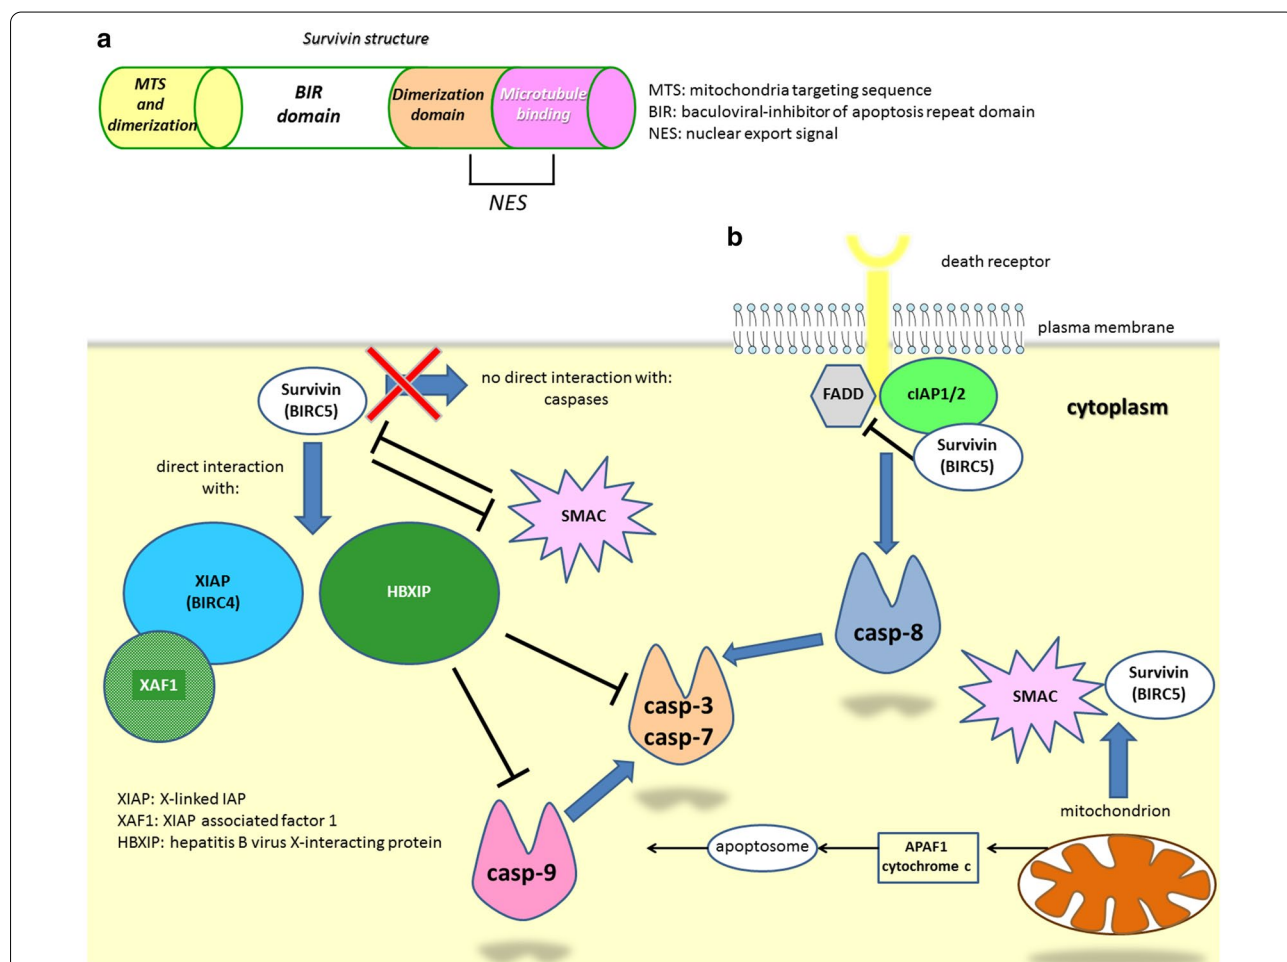 a
Survivin structure
MTS
and
dimerization
BIR
domain
Dimerization
domain
Microtubule
binding
MTS: mitochondria targeting sequence
BIR: baculoviral-inhibitor of apoptosis repeat domain
NES: nuclear export signal
NES
b
death receptor
plasma membrane
Survivin
(BIRC5)
no direct interaction with:
caspases
FADD
cIAP1/2
cytoplasm
Survivin
(BIRC5)
direct interaction
with:
SMAC
XIAP
(BIRC4)
HBXIP
XAF1
casp-8
casp-3
casp-7
SMAC
Survivin
(BIRC5)
XIAP: X-linked IAP
XAF1: XIAP associated factor 1
HBXIP: hepatitis B virus X-interacting protein
mitochondrion
casp-9
apoptosome
APAF1
cytochrome c